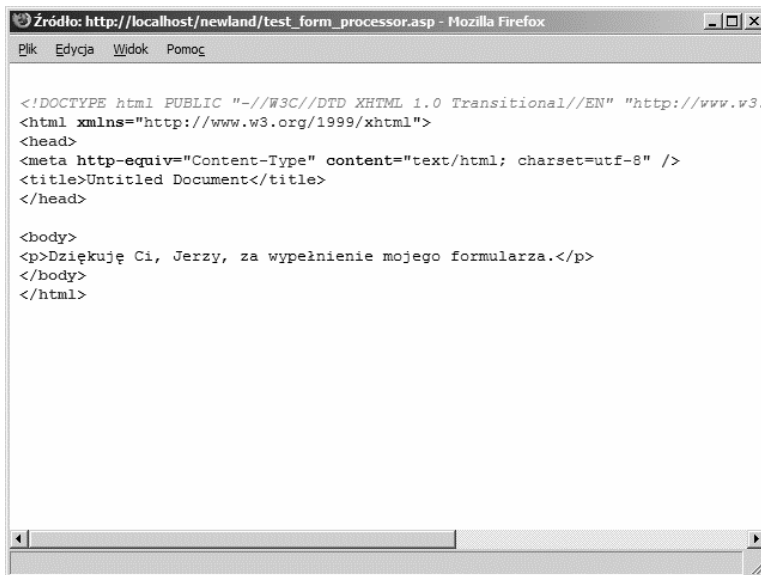 Źródło: http://localhost/newland/test_form_processor.asp - Mozilla Firefox
Plik Edycja Widok Pomoc
<!DOCTYPE html PUBLIC "-//W3C//DTD XHTML 1.0 Transitional//EN" "http://www.w3.
<html xmlns="http://www.w3.org/1999/xhtml">
<head>
<meta http-equiv="Content-Type" content="text/html; charset=utf-8" />
<title>Untitled Document</title>
</head>
<body>
<p>Dziękuję Ci, Jerzy, za wypełnienie mojego formularza.</p>
</body>
</html>